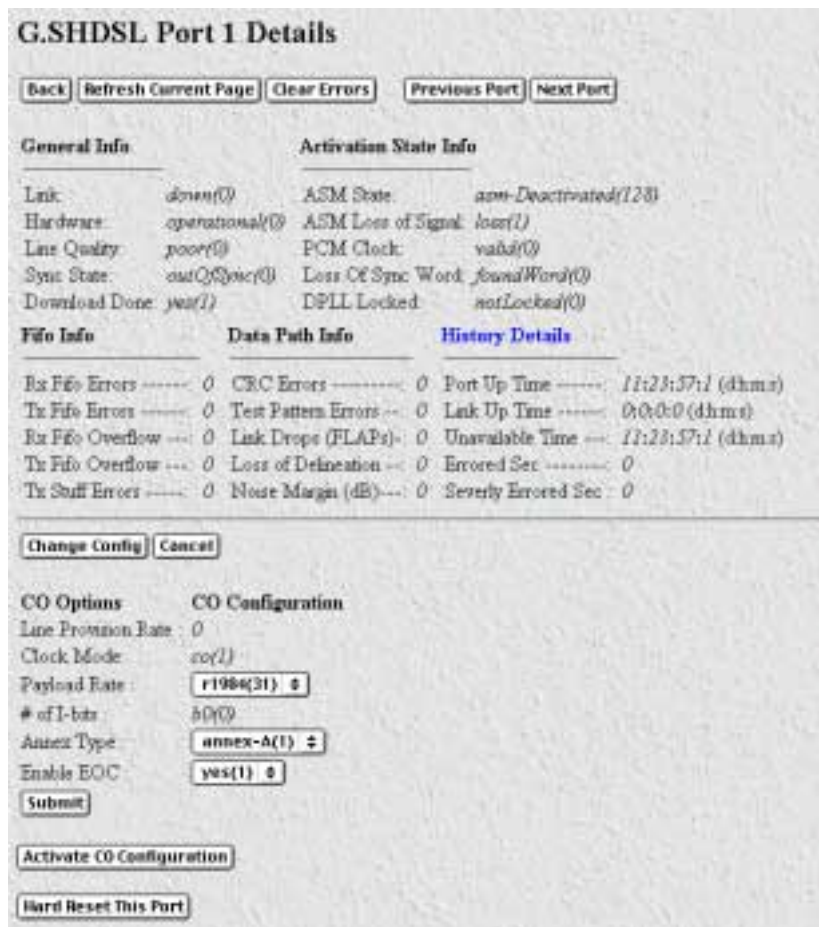 G.SHDSL Port 1 Details
Back Refresh Current Page Clear Errors Previous Port Next Port
General Info Activation State Info
Link: down(0) ASM State: asm-Deactivated(128)
Hardware: operational(0) ASM Loss of Signal: loss(1)
Line Quality: poor(0) PCM Clock: valid(0)
Sync State: outOfSync(0) Loss Of Sync Word: foundWord(0)
Download Done: yes(1) DPLL Locked: notLocked(0)
Fifo Info Data Path Info History Details
Rx Fifo Errors ------: 0 CRC Errors ---------: 0 Port Up Time ------: 11:23:57:1 (d:h:m:s)
Tx Fifo Errors ------: 0 Test Pattern Errors --: 0 Link Up Time ------: 0:0:0:0 (d:h:m:s)
Rx Fifo Overflow ---: 0 Link Drops (FLAPs)-: 0 Unavailable Time ---: 11:23:57:1 (d:h:m:s)
Tx Fifo Overflow ---: 0 Loss of Delineation --: 0 Errored Sec --------: 0
Tx Stuff Errors -----: 0 Noise Margin (dB)---: 0 Severly Errored Sec : 0
Change Config Cancel
CO Options CO Configuration
Line Provision Rate : 0
Clock Mode: co(1)
Payload Rate : r1984(31)
# of I-bits : b0(0)
Annex Type : annex-A(1)
Enable EOC : yes(1)
Submit
Activate CO Configuration
Hard Reset This Port